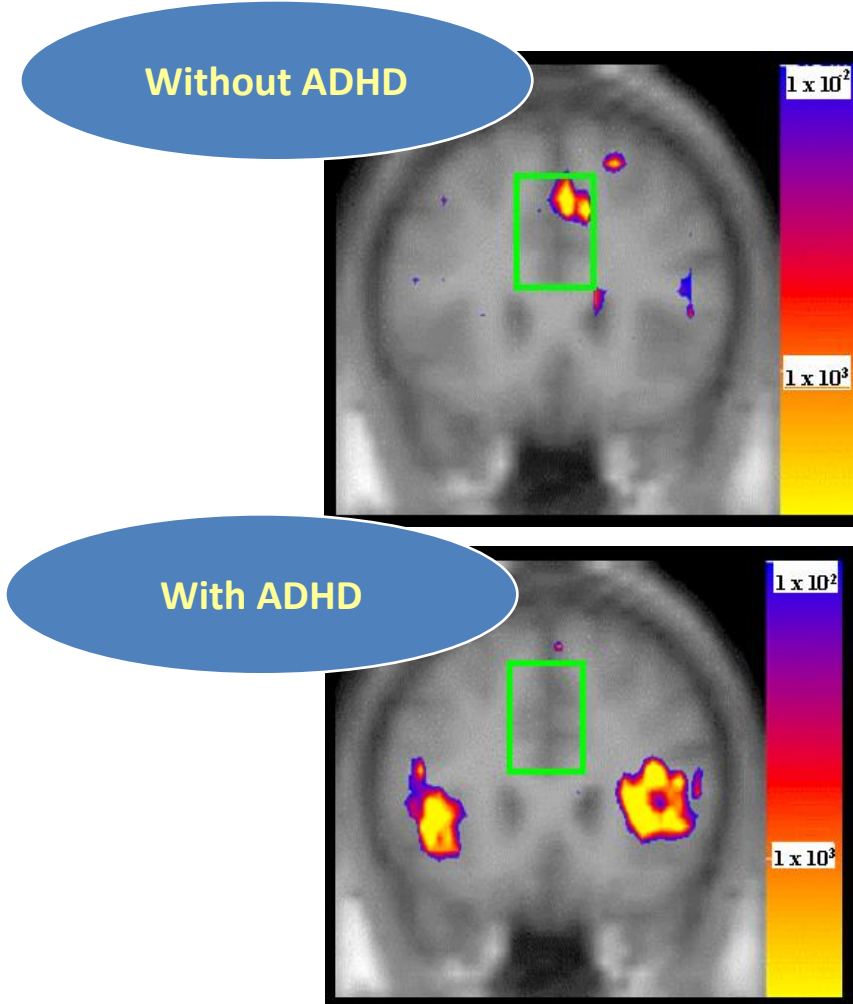 Without ADHD
1 x 10⁻²
1 x 10³
With ADHD
1 x 10⁻²
1 x 10³